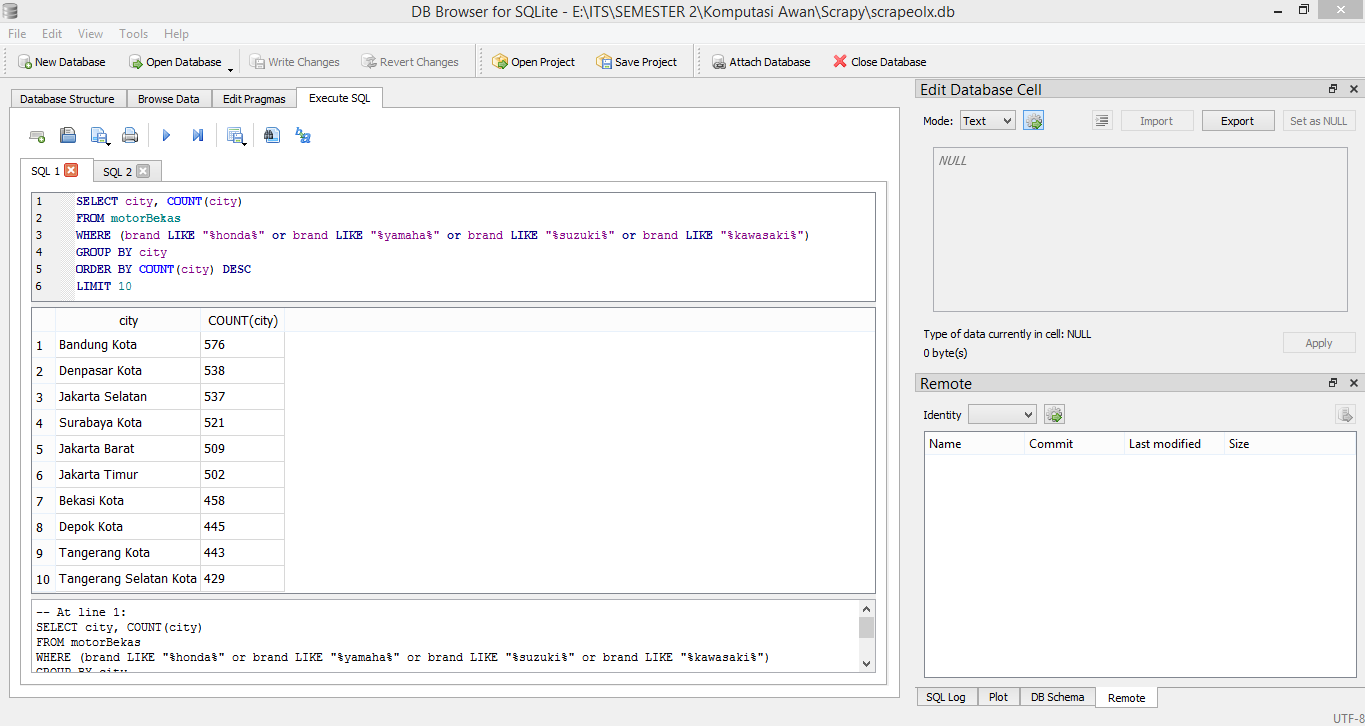 DB Browser for SQLite - E:\ITS\SEMESTER 2\Komputasi Awan\Scrapy\scrapeolx.db
File Edit View Tools Help
New Database Open Database Write Changes Revert Changes Open Project Save Project Attach Database Close Database
Database Structure Browse Data Edit Pragmas Execute SQL
SQL 1 SQL 2
1 SELECT city, COUNT(city)
2 FROM motorBekas
3 WHERE (brand LIKE "%honda%" or brand LIKE "%yamaha%" or brand LIKE "%suzuki%" or brand LIKE "%kawasaki%")
4 GROUP BY city
5 ORDER BY COUNT(city) DESC
6 LIMIT 10
city COUNT(city)
1 Bandung Kota 576
2 Denpasar Kota 538
3 Jakarta Selatan 537
4 Surabaya Kota 521
5 Jakarta Barat 509
6 Jakarta Timur 502
7 Bekasi Kota 458
8 Depok Kota 445
9 Tangerang Kota 443
10 Tangerang Selatan Kota 429
-- At line 1:
SELECT city, COUNT(city)
FROM motorBekas
WHERE (brand LIKE "%honda%" or brand LIKE "%yamaha%" or brand LIKE "%suzuki%" or brand LIKE "%kawasaki%")
GROUP BY city
Edit Database Cell
Mode: Text Import Export Set as NULL
NULL
Type of data currently in cell: NULL
0 byte(s)
Apply
Remote
Identity
Name Commit Last modified Size
SQL Log Plot DB Schema Remote
UTF-8